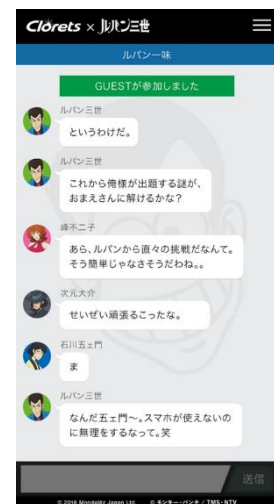 Clorets × ルパン三世
ルパン一味
GUESTが参加しました
ルパン三世
というわけだ。
ルパン三世
これから俺様が出題する謎が、
おまえさんに解けるかな？
峰不二子
あら、ルパンから直々の挑戦だなんて。
そう簡単じゃなさそうだわね。。
次元大介
せいぜい頑張るこったな。
石川五ェ門
ま
ルパン三世
なんだ五ェ門〜。スマホが使えないの
に無理をするなって。笑
送信
© 2018 Mondelēz Japan Ltd. © モンキー・パンチ / TMS・NTV